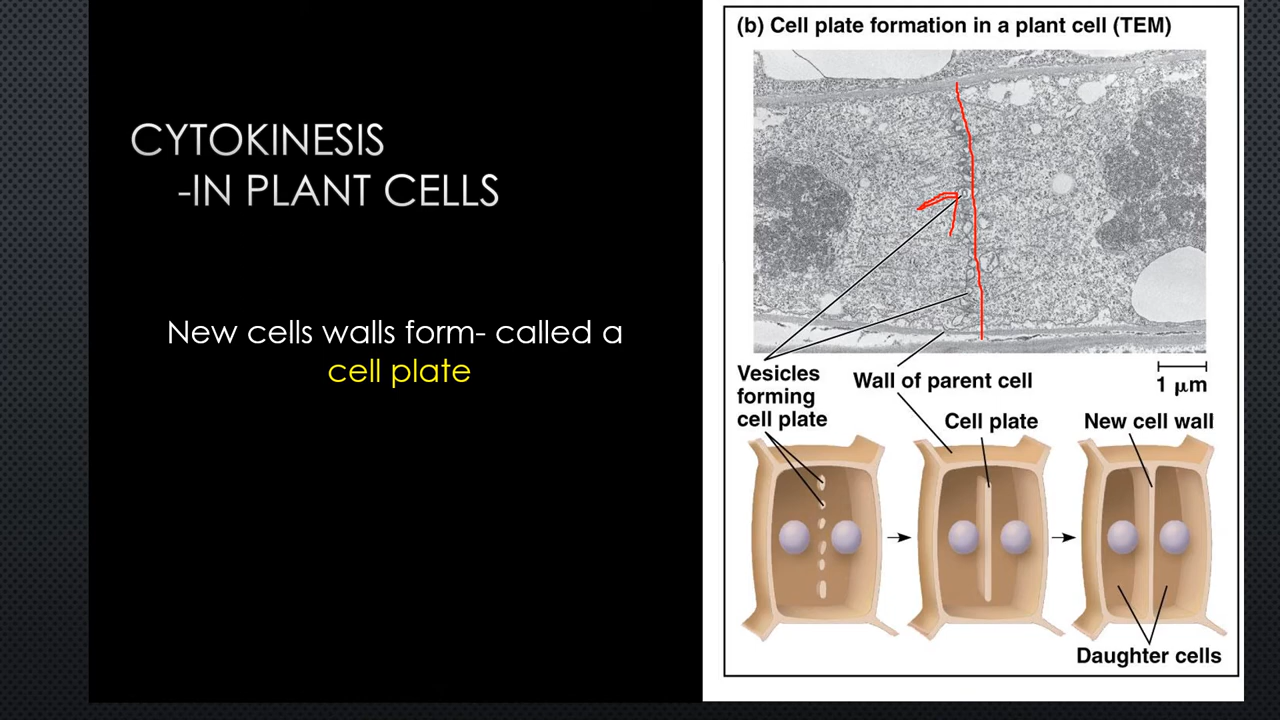 CYTOKINESIS
-IN PLANT CELLS
New cells walls form- called a
cell plate
(b) Cell plate formation in a plant cell (TEM)
Vesicles
forming
cell plate
Wall of parent cell
1 μm
Cell plate
New cell wall
Daughter cells